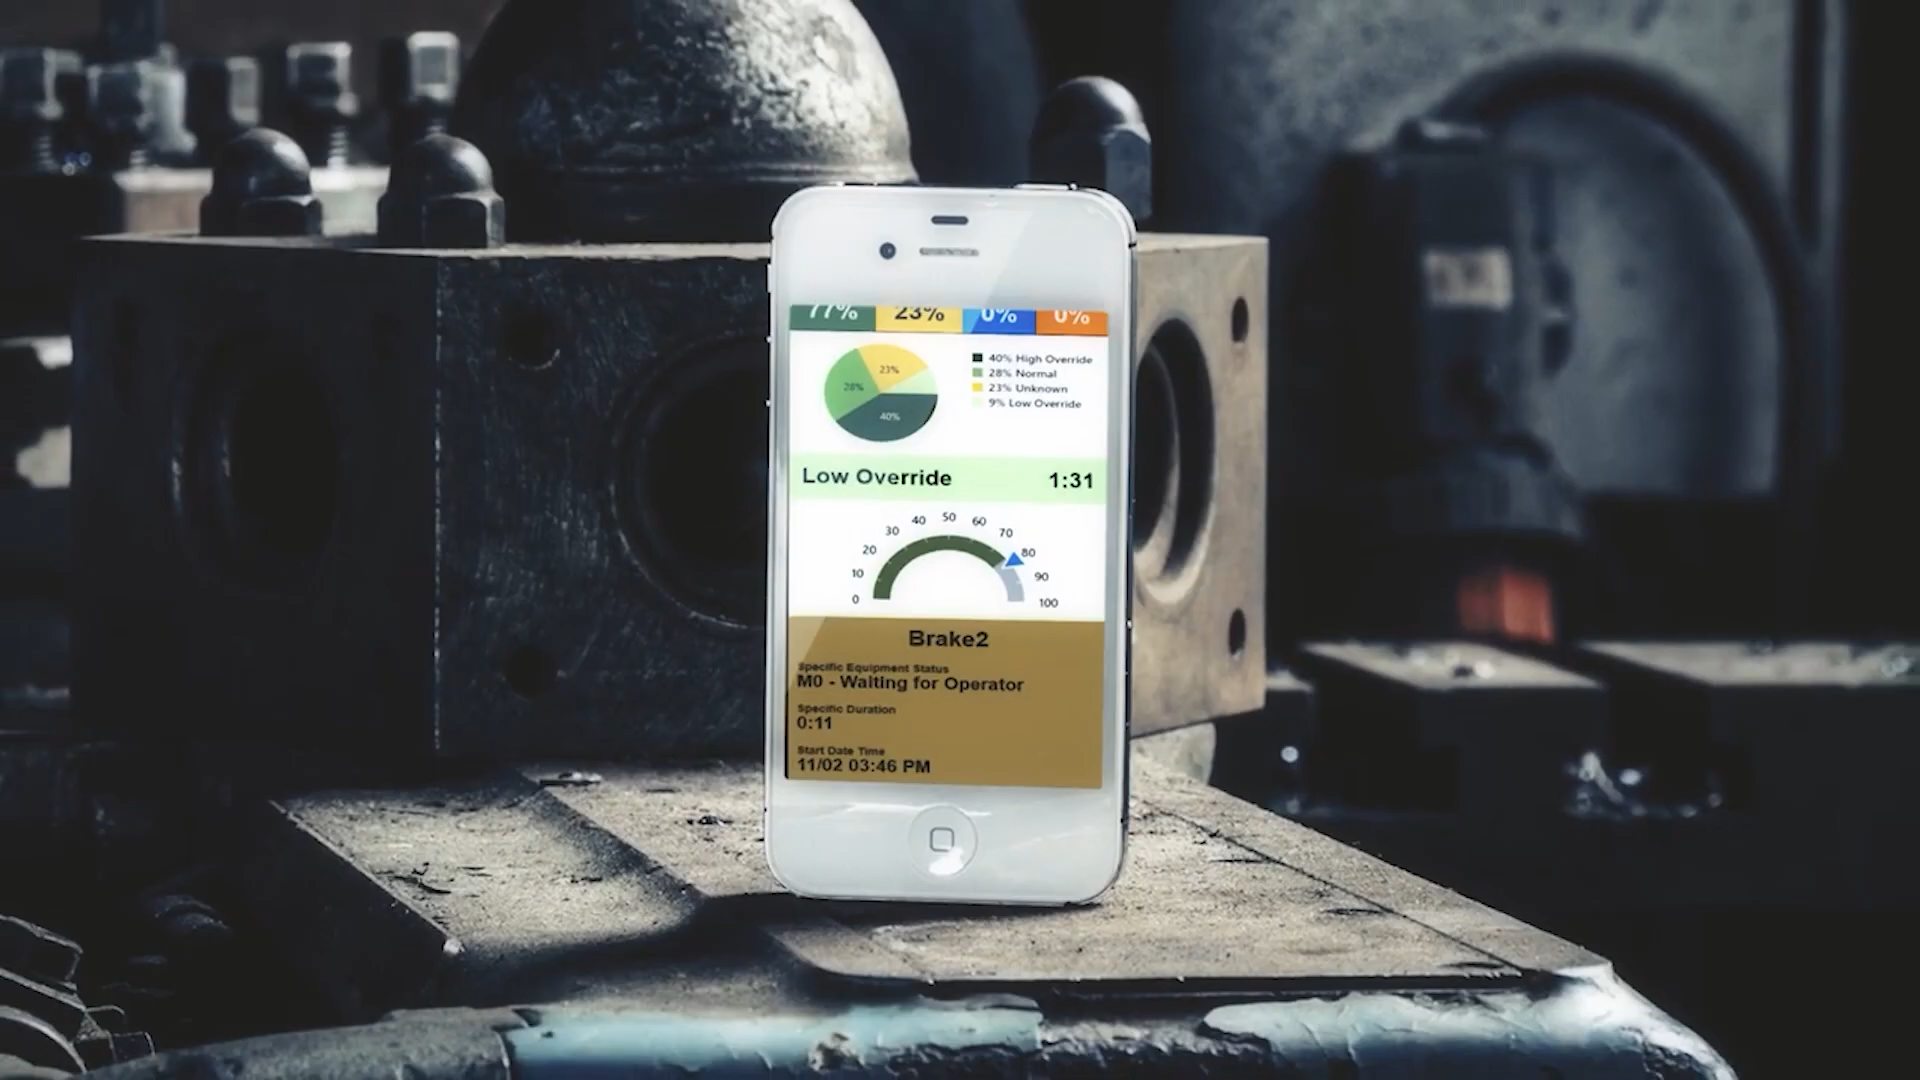 77% 23% 0% 0%
40% High Override
28% Normal
23% Unknown
9% Low Override
23%
28%
40%
Low Override 1:31
0 10 20 30 40 50 60 70 80 90 100
Brake2
Specific Equipment Status
M0 - Waiting for Operator
Specific Duration
0:11
Start Date Time
11/02 03:46 PM